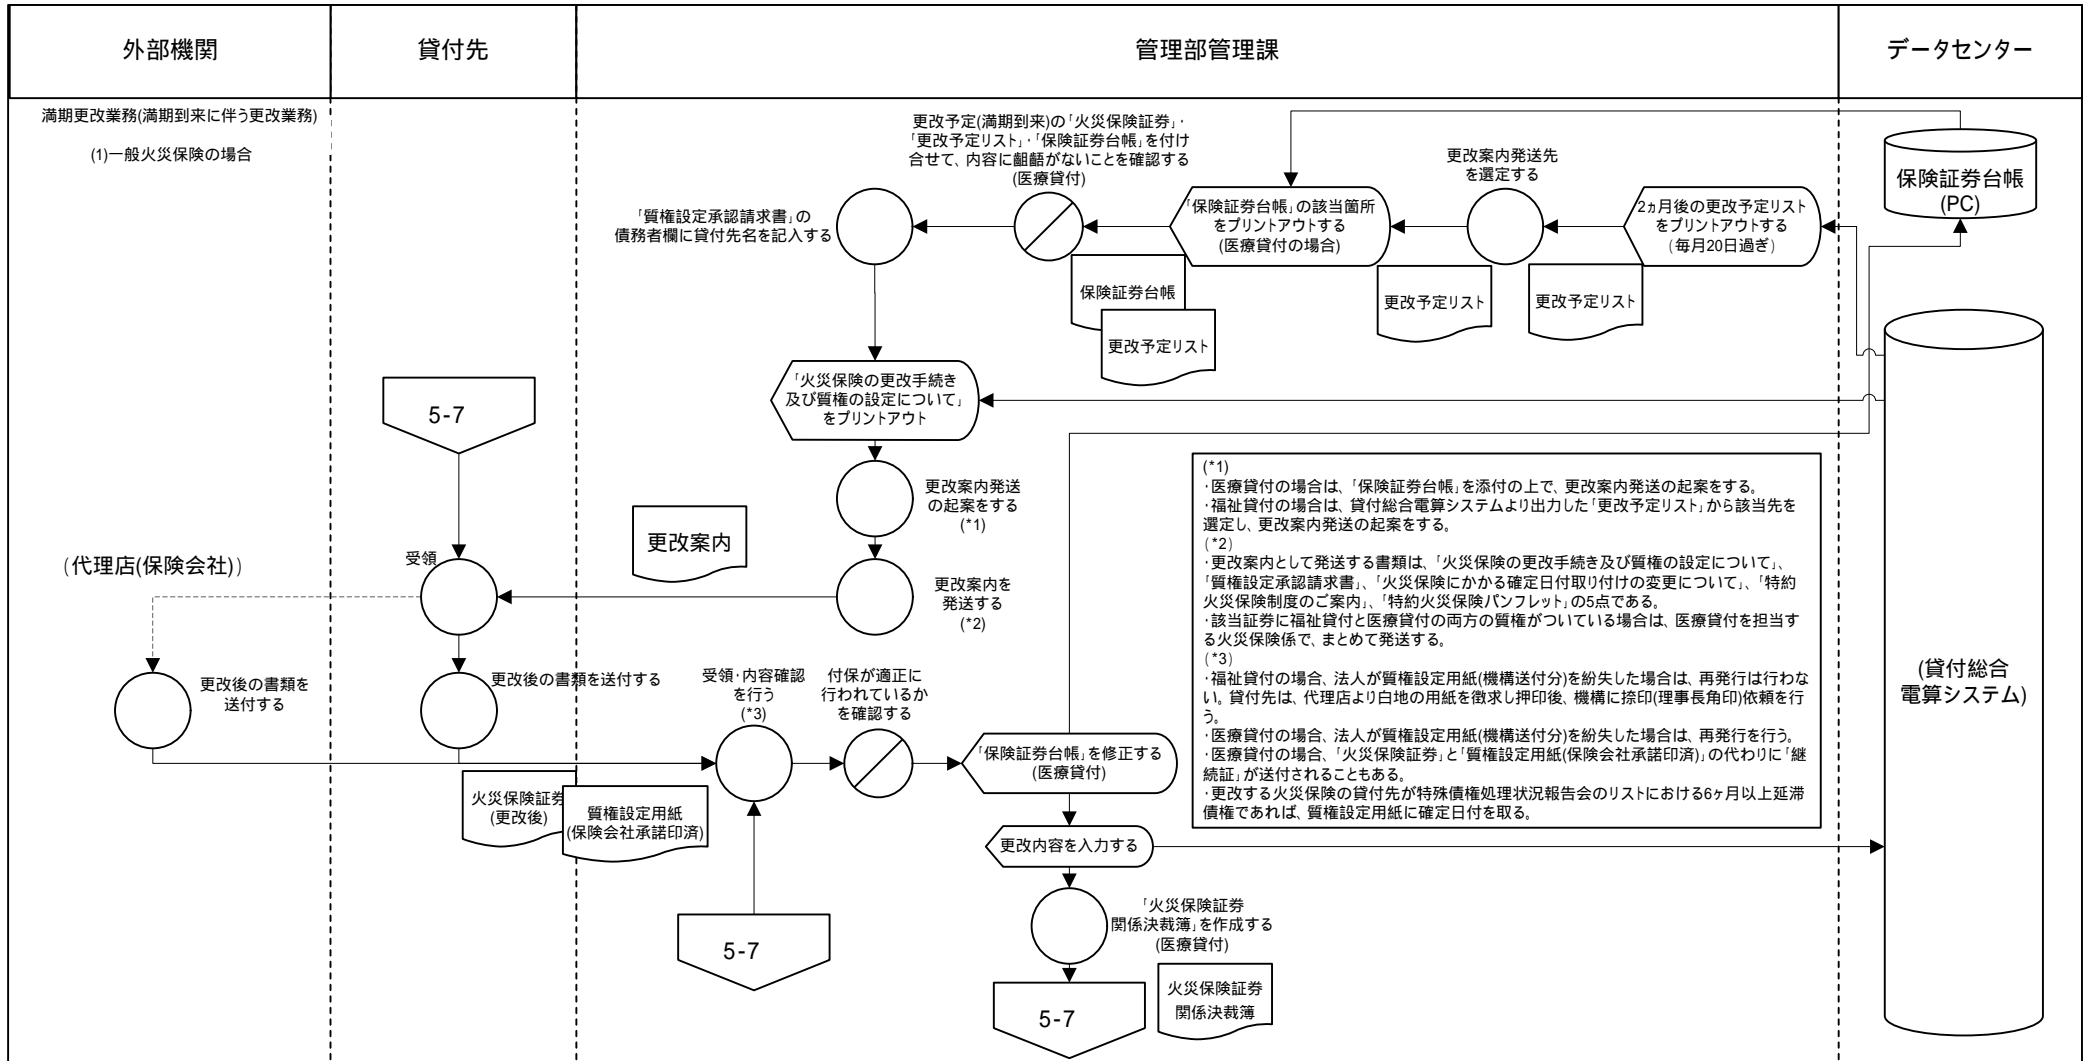 外部機関
貸付先
管理部管理課
データセンター
満期更改業務(満期到来に伴う更改業務)
(1)一般火災保険の場合
更改予定(満期到来)の「火災保険証券」・
「更改予定リスト」・「保険証券台帳」を付け
合せて、内容に齟齬がないことを確認する
(医療貸付)
更改案内発送先
を選定する
保険証券台帳
(PC)
「質権設定承認請求書」の
債務者欄に貸付先名を記入する
「保険証券台帳」の該当箇所
をプリントアウトする
(医療貸付の場合)
2ヵ月後の更改予定リスト
をプリントアウトする
(毎月20日過ぎ)
保険証券台帳
更改予定リスト
更改予定リスト
更改予定リスト
「火災保険の更改手続き
及び質権の設定について」
をプリントアウト
5-7
更改案内発送
の起案をする
(*1)
更改案内
(代理店(保険会社))
受領
更改案内を
発送する
(*2)
(*1)
・医療貸付の場合は、「保険証券台帳」を添付の上で、更改案内発送の起案をする。
・福祉貸付の場合は、貸付総合電算システムより出力した「更改予定リスト」から該当先を
選定し、更改案内発送の起案をする。
(*2)
・更改案内として発送する書類は、「火災保険の更改手続き及び質権の設定について」、
「質権設定承認請求書」、「火災保険にかかる確定日付取り付けの変更について」、「特約
火災保険制度のご案内」、「特約火災保険パンフレット」の5点である。
・該当証券に福祉貸付と医療貸付の両方の質権がついている場合は、医療貸付を担当す
る火災保険係で、まとめて発送する。
(*3)
・福祉貸付の場合、法人が質権設定用紙(機構送付分)を紛失した場合は、再発行は行わな
い。貸付先は、代理店より白地の用紙を徴求し押印後、機構に捺印(理事長角印)依頼を行
う。
・医療貸付の場合、法人が質権設定用紙(機構送付分)を紛失した場合は、再発行を行う。
・医療貸付の場合、「火災保険証券」と「質権設定用紙(保険会社承諾印済)」の代わりに「継
続証」が送付されることもある。
・更改する火災保険の貸付先が特殊債権処理状況報告会のリストにおける6ヶ月以上延滞
債権であれば、質権設定用紙に確定日付を取る。
(貸付総合
電算システム)
更改後の書類を
送付する
更改後の書類を送付する
受領・内容確認
を行う
(*3)
付保が適正に
行われているか
を確認する
「保険証券台帳」を修正する
(医療貸付)
火災保険証券
(更改後)
質権設定用紙
(保険会社承諾印済)
更改内容を入力する
5-7
「火災保険証券
関係決裁簿」を作成する
(医療貸付)
火災保険証券
関係決裁簿
5-7